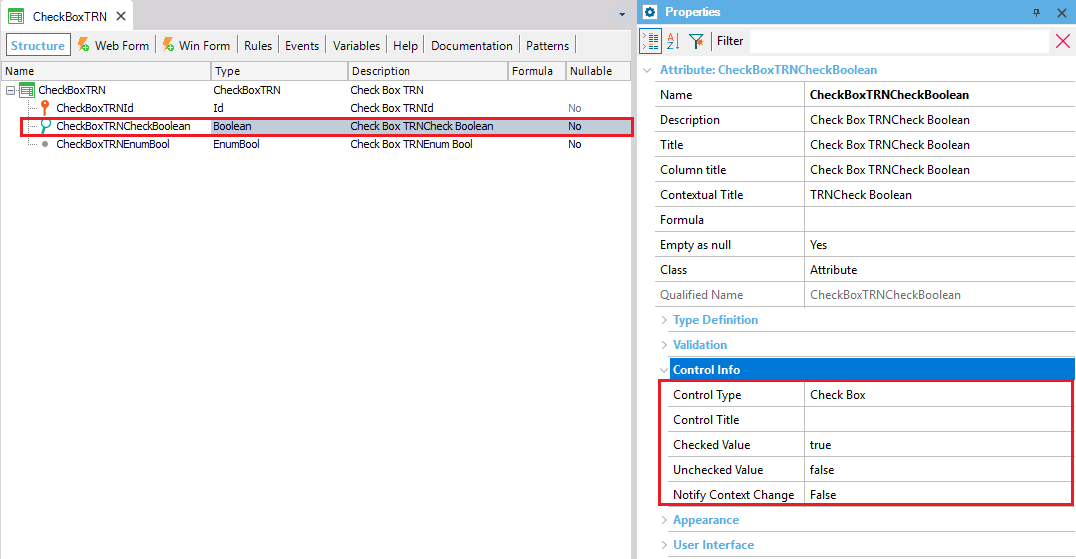 CheckBoxTRN
Structure Web Form Win Form Rules Events Variables Help Documentation Patterns
Name Type Description Formula Nullable
CheckBoxTRN CheckBoxTRN Check Box TRN
CheckBoxTRNId Id Check Box TRNId No
CheckBoxTRNCheckBoolean Boolean Check Box TRNCheck Boolean No
CheckBoxTRNEnumBool EnumBool Check Box TRNEnum Bool No
Properties
Filter
Attribute: CheckBoxTRNCheckBoolean
Name CheckBoxTRNCheckBoolean
Description Check Box TRNCheck Boolean
Title Check Box TRNCheck Boolean
Column title Check Box TRNCheck Boolean
Contextual Title TRNCheck Boolean
Formula
Empty as null Yes
Class Attribute
Qualified Name CheckBoxTRNCheckBoolean
Type Definition
Validation
Control Info
Control Type Check Box
Control Title
Checked Value true
Unchecked Value false
Notify Context Change False
Appearance
User Interface